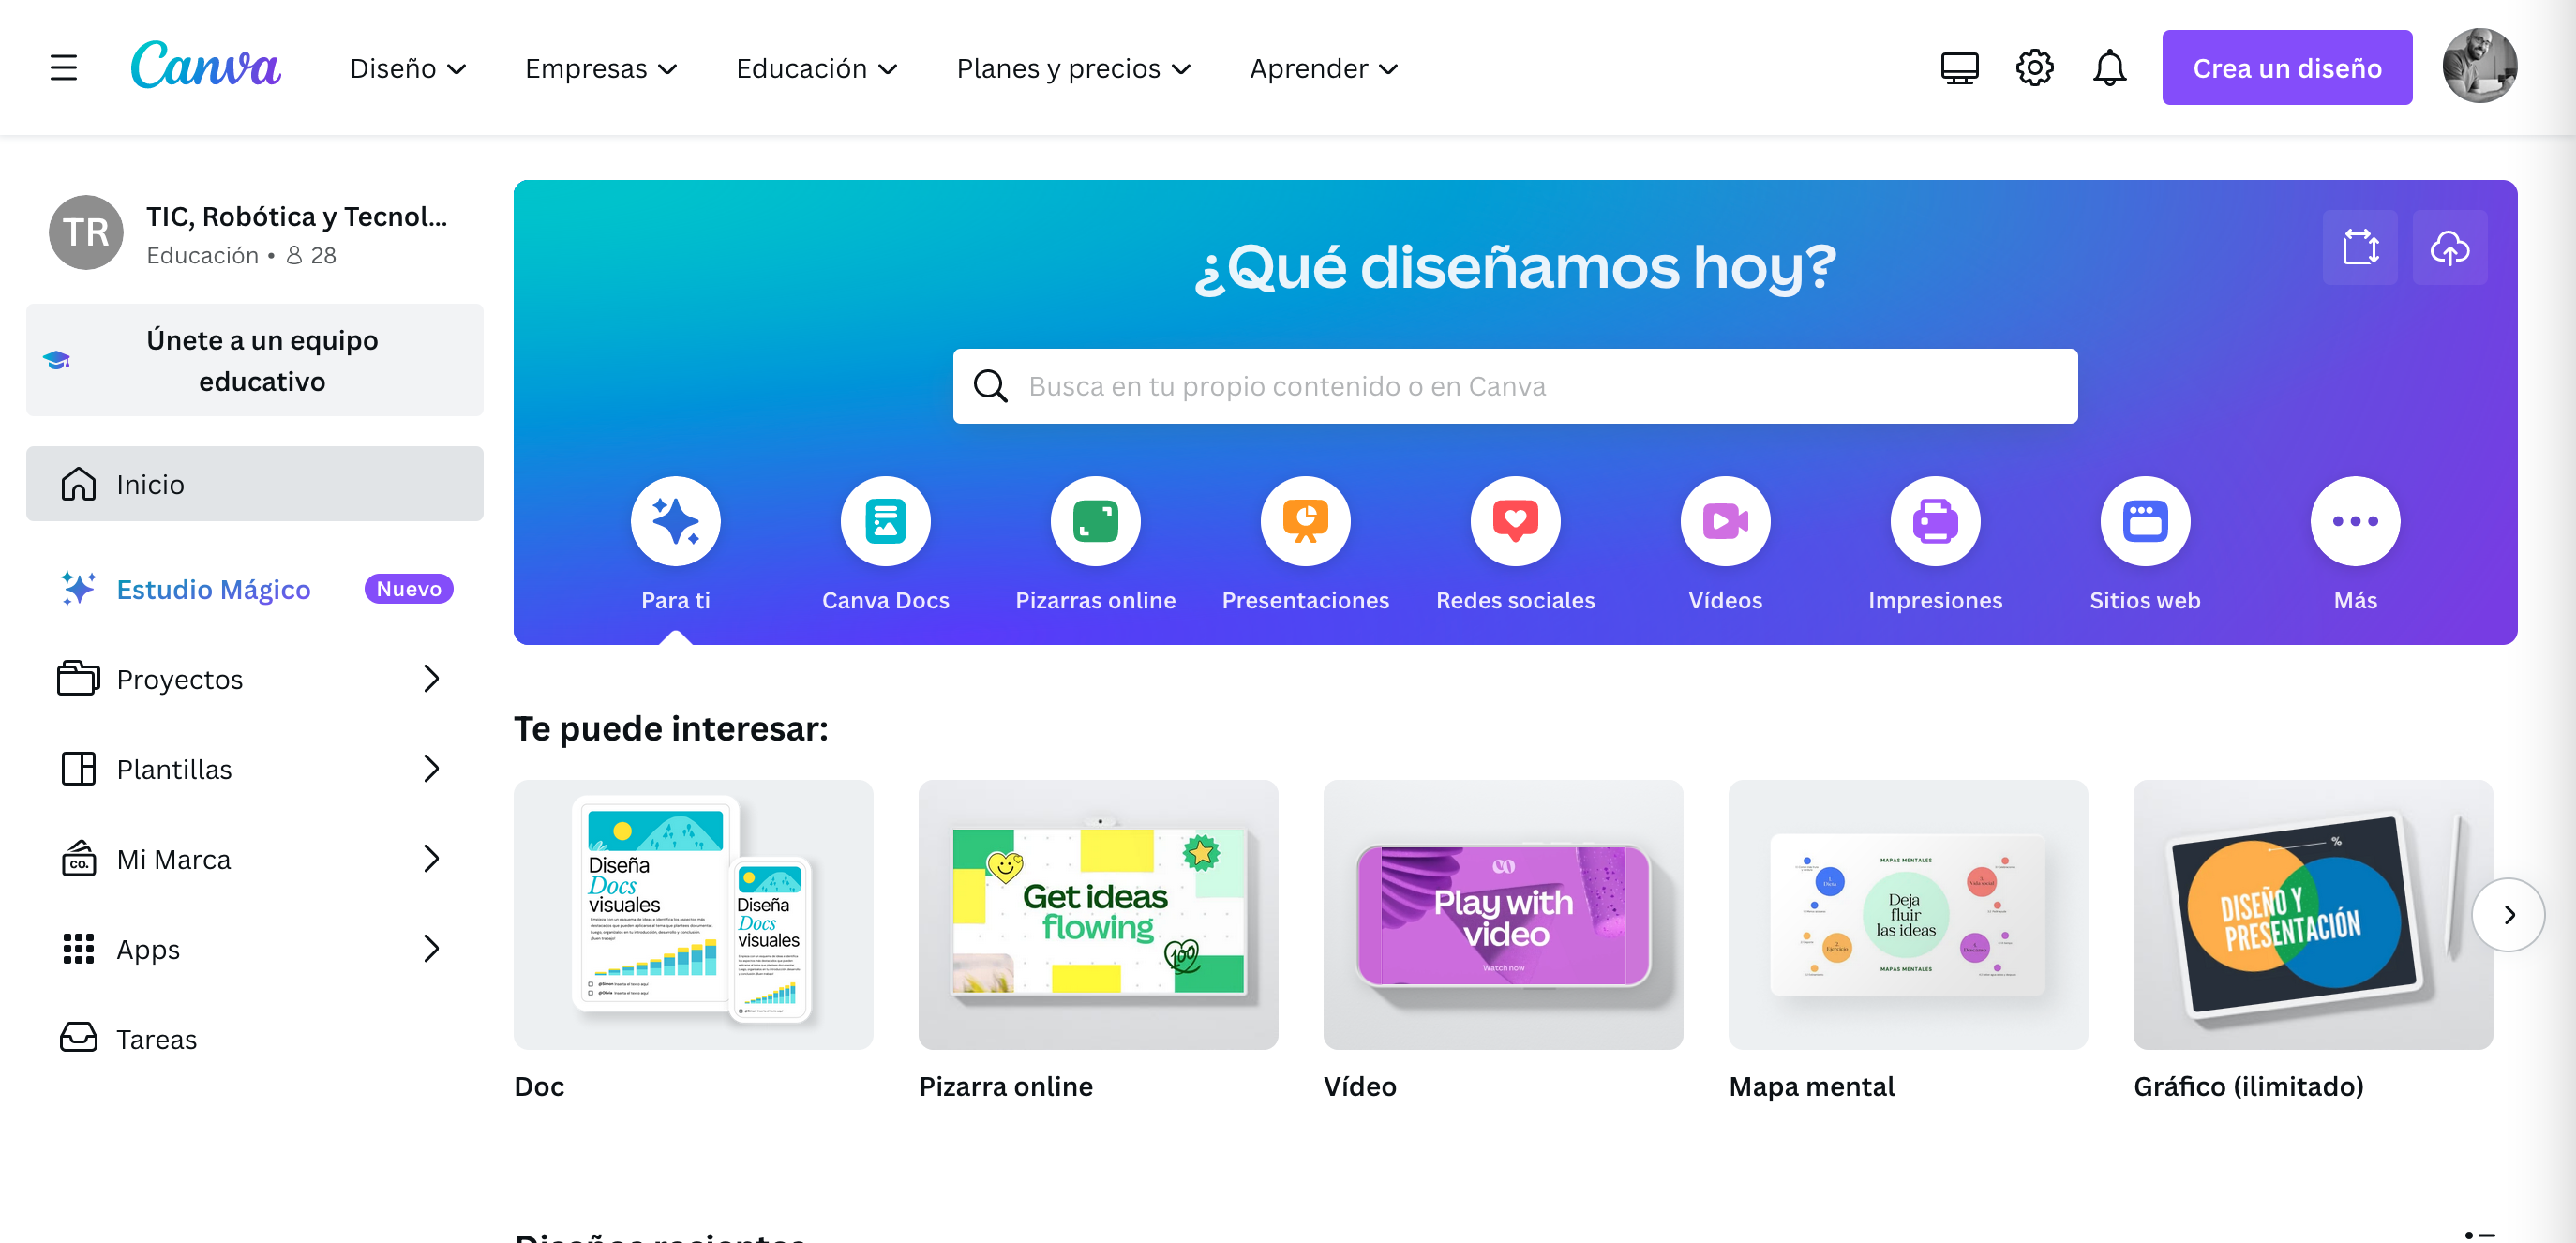 Canva
Diseño
Empresas
Educación
Planes y precios
Aprender
Crea un diseño
TR
TIC, Robótica y Tecnol...
Educación • 28
Únete a un equipo
educativo
Inicio
Estudio Mágico
Nuevo
Proyectos
Plantillas
CO.
Mi Marca
Apps
Tareas
¿Qué diseñamos hoy?
Busca en tu propio contenido o en Canva
Para ti
Canva Docs
Pizarras online
Presentaciones
Redes sociales
Vídeos
Impresiones
Sitios web
Más
Te puede interesar:
Diseña
Docs
visuales
Diseña
Docs
visuales
Get ideas
flowing
100
Play with
video
Watch now
MAPAS MENTALES
Deja
fluir
las ideas
MAPAS MENTALES
%
DISEÑO Y
PRESENTACIÓN
Doc
Pizarra online
Vídeo
Mapa mental
Gráfico (ilimitado)
Diseños recientes